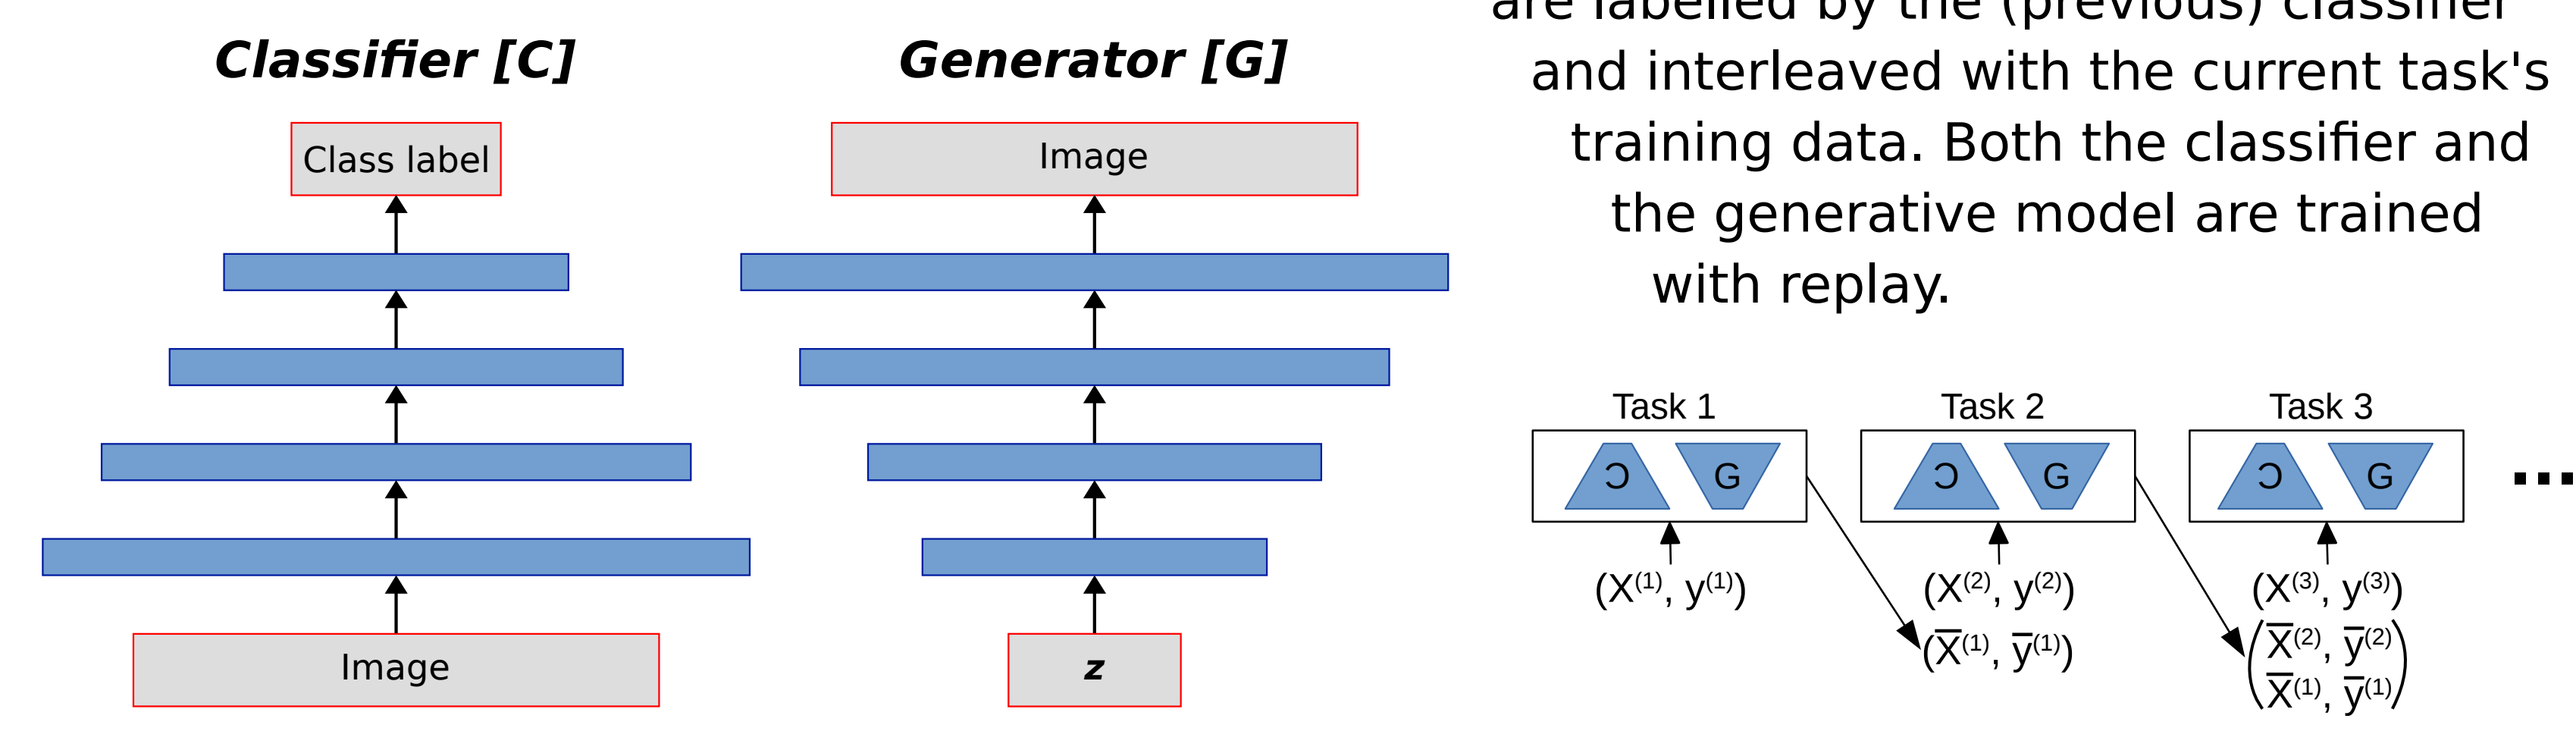 Classifier [C]
Class label
Image
Generator [G]
Image
z
are labelled by the (previous) classifier
and interleaved with the current task's
training data. Both the classifier and
the generative model are trained
with replay.
Task 1
Task 2
Task 3
Ɔ G
Ɔ G
Ɔ G
...
(X⁽¹⁾, y⁽¹⁾)
(X⁽²⁾, y⁽²⁾)
(X̅⁽¹⁾, y̅⁽¹⁾)
(X⁽³⁾, y⁽³⁾)
(X̅⁽²⁾, y̅⁽²⁾
X̅⁽¹⁾, y̅⁽¹⁾)